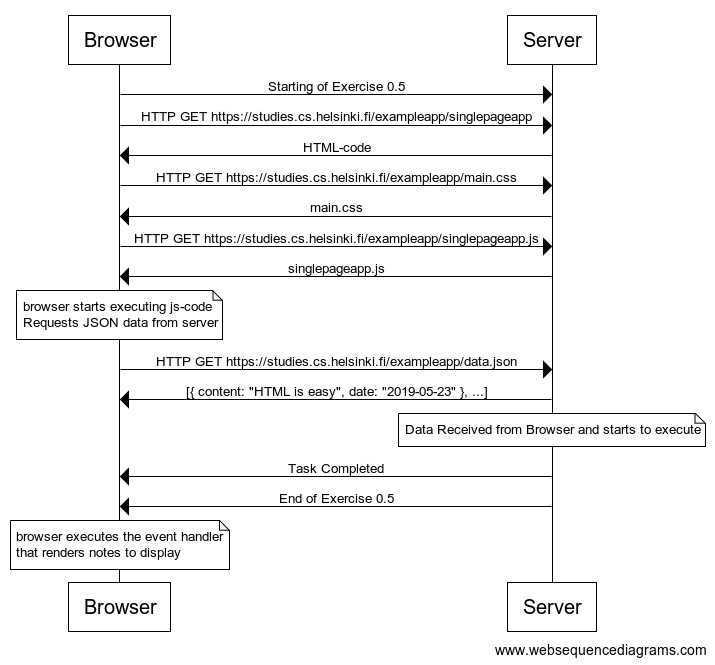 Browser
Server
Starting of Exercise 0.5
HTTP GET https://studies.cs.helsinki.fi/exampleapp/singlepageapp
HTML-code
HTTP GET https://studies.cs.helsinki.fi/exampleapp/main.css
main.css
HTTP GET https://studies.cs.helsinki.fi/exampleapp/singlepageapp.js
singlepageapp.js
browser starts executing js-code
Requests JSON data from server
HTTP GET https://studies.cs.helsinki.fi/exampleapp/data.json
[{ content: "HTML is easy", date: "2019-05-23" }, ...]
Data Received from Browser and starts to execute
Task Completed
End of Exercise 0.5
browser executes the event handler
that renders notes to display
Browser
Server
www.websequencediagrams.com